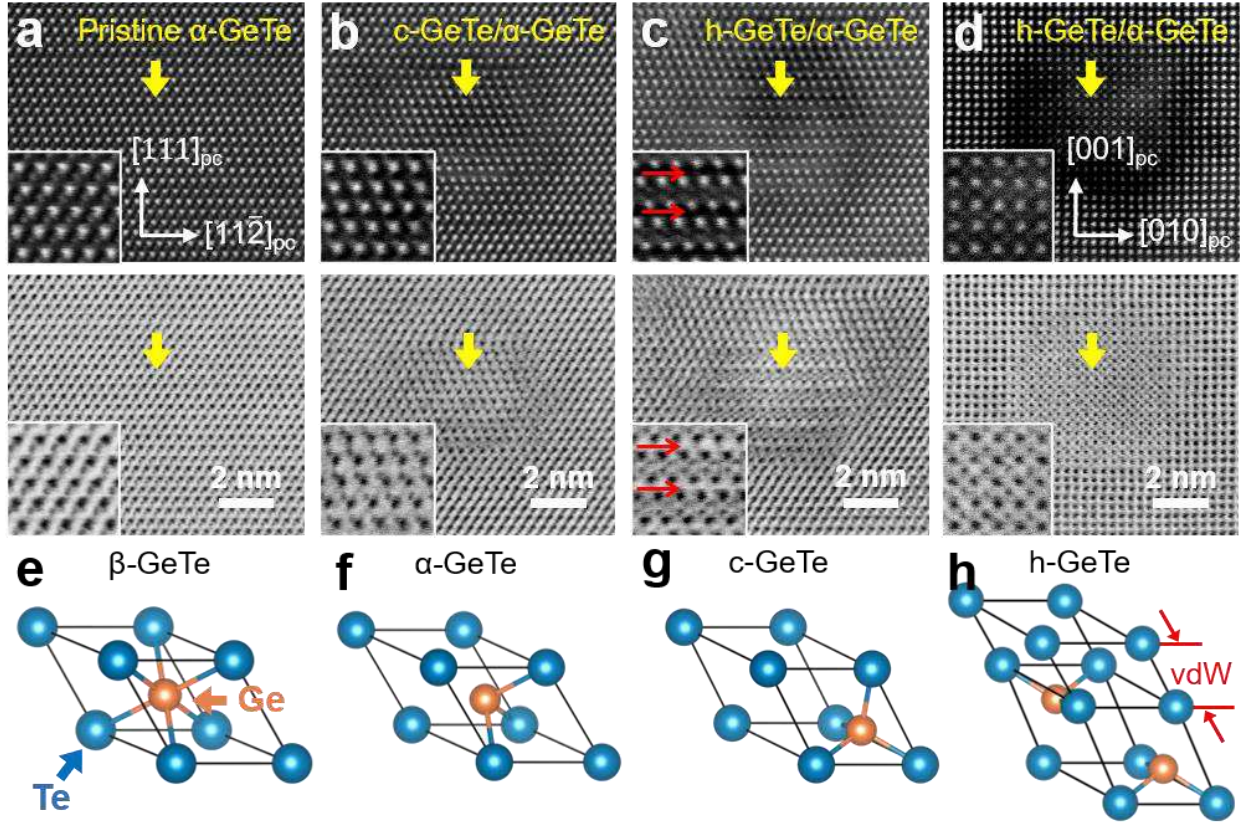 a Pristine α-GeTe
b c-GeTe/α-GeTe
c h-GeTe/α-GeTe
d h-GeTe/α-GeTe
[111]pc
[112̅]pc
[001]pc
[010]pc
2 nm
2 nm
2 nm
2 nm
e β-GeTe
f α-GeTe
g c-GeTe
h h-GeTe
Ge
Te
vdW